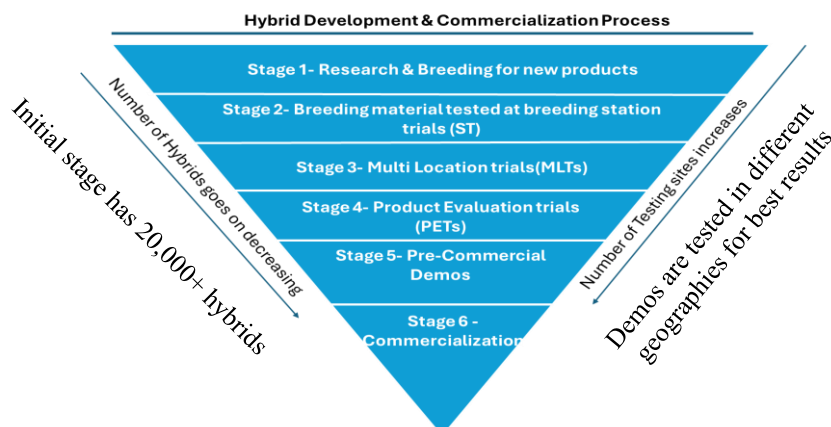 Hybrid Development & Commercialization Process
Stage 1- Research & Breeding for new products
Stage 2- Breeding material tested at breeding station
trials (ST)
Stage 3- Multi Location trials(MLTs)
Stage 4- Product Evaluation trials
(PETs)
Stage 5- Pre-Commercial
Demos
Stage 6 -
Commercialization
Number of Hybrids goes on decreasing
Initial stage has 20,000+ hybrids
Number of Testing sites increases
Demos are tested in different
geographies for best results